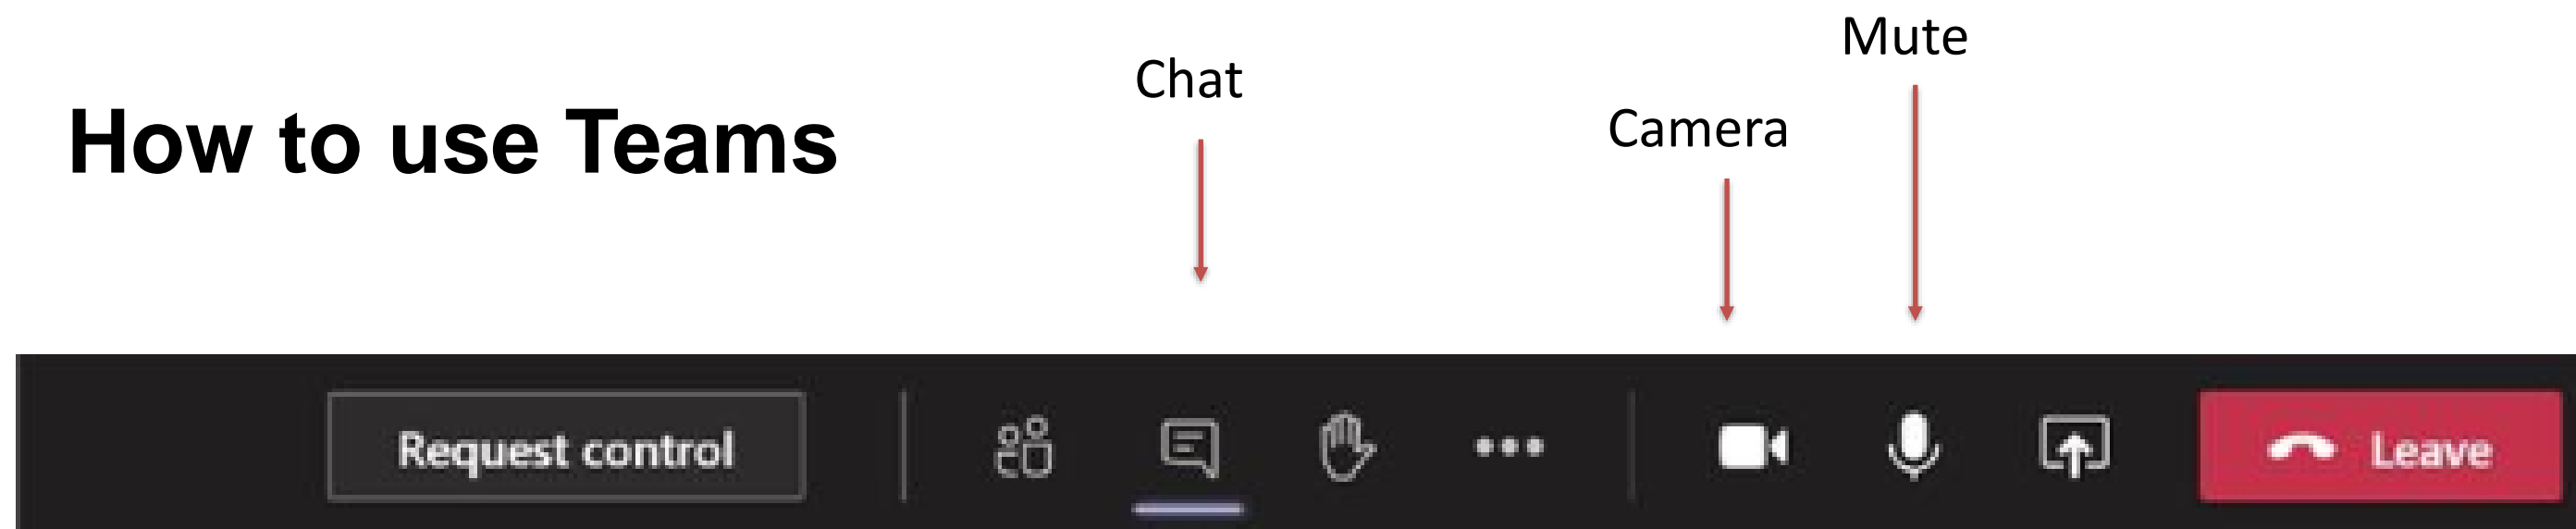 Mute
Chat
Camera
How to use Teams
Request control
Leave